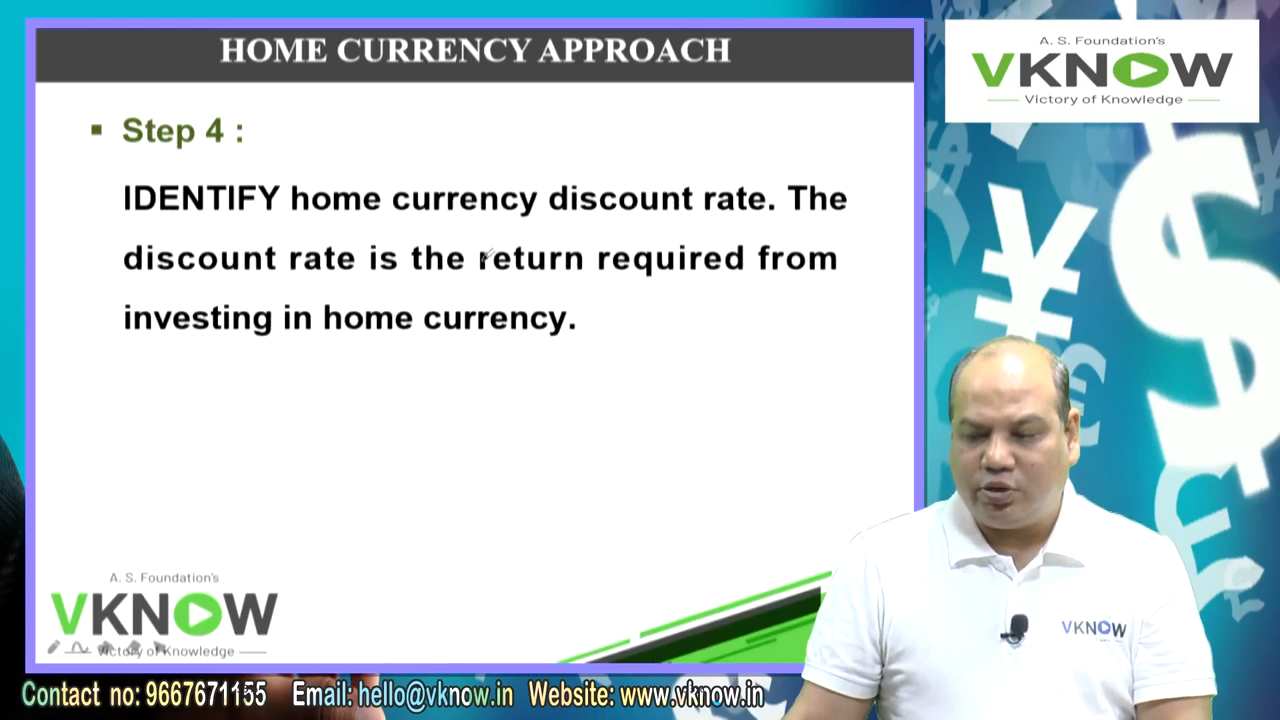 HOME CURRENCY APPROACH
A. S. Foundation's
VKNOW
Victory of Knowledge
Step 4 :
IDENTIFY home currency discount rate. The
discount rate is the return required from
investing in home currency.
A. S. Foundation's
VKNOW
Victory of Knowledge
VKNOW
Contact no: 9667671155 Email: hello@vknow.in Website: www.vknow.in